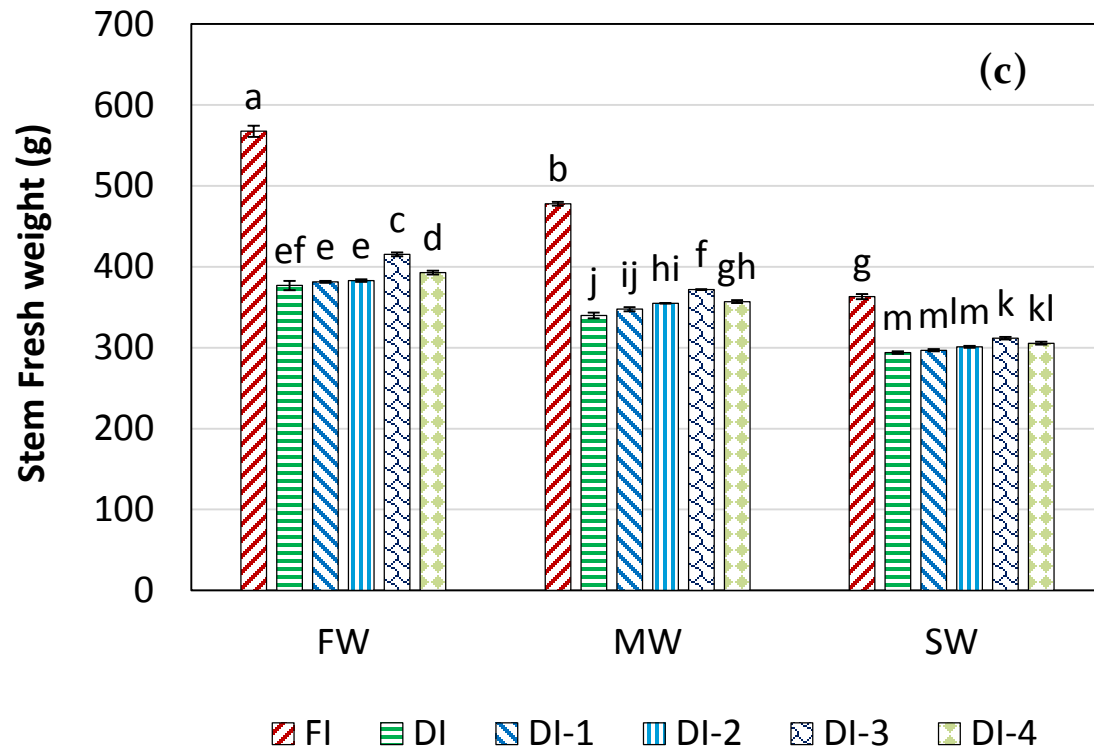 (c)
Stem Fresh weight (g)
700
600
500
400
300
200
100
0
a
ef
e
e
c
d
b
j
ij
hi
f
gh
g
m
m
lm
k
kl
FW
MW
SW
FI
DI
DI-1
DI-2
DI-3
DI-4